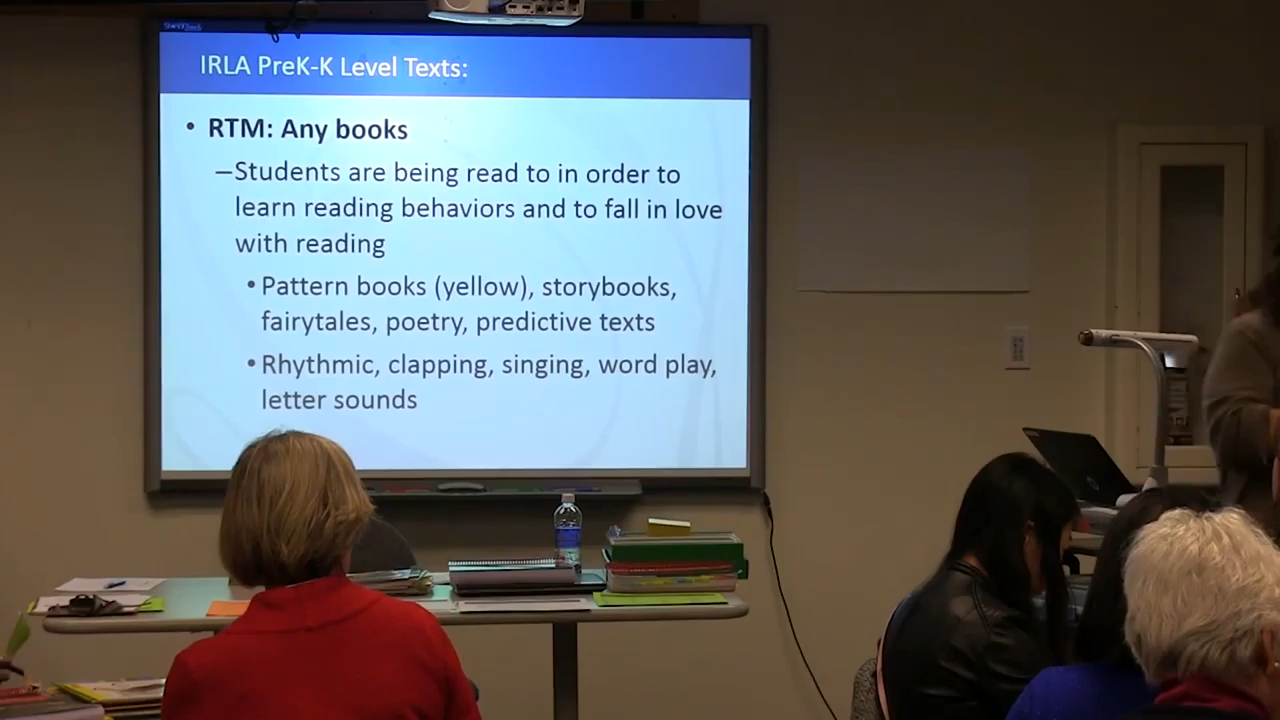 IRLA PreK-K Level Texts:
• RTM: Any books
–Students are being read to in order to
learn reading behaviors and to fall in love
with reading
• Pattern books (yellow), storybooks,
fairytales, poetry, predictive texts
• Rhythmic, clapping, singing, word play,
letter sounds